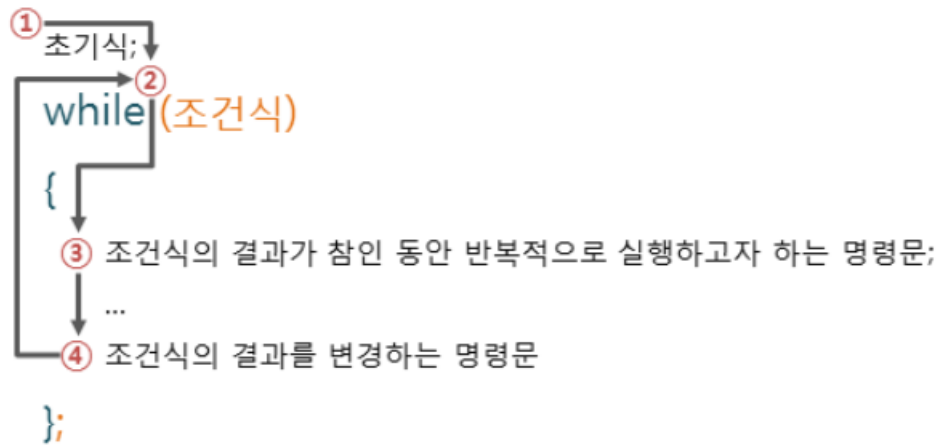 ①
초기식;
②
while (조건식)
{
③ 조건식의 결과가 참인 동안 반복적으로 실행하고자 하는 명령문;
...
④ 조건식의 결과를 변경하는 명령문
};